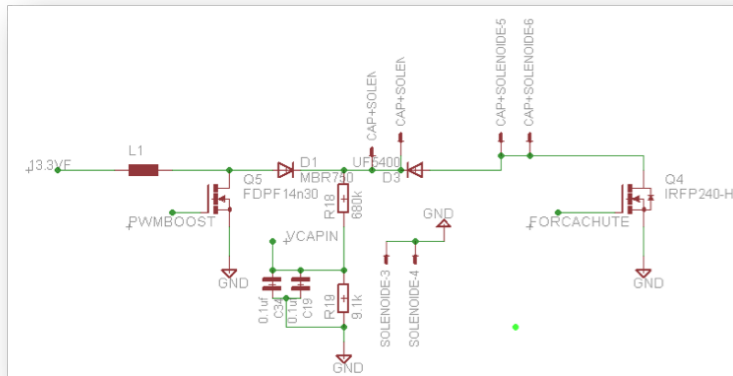 CAP+SOLEN
CAP+SOLEN
CAP+SOLENOIDE-5
CAP+SOLENOIDE-6
13.3VF
L1
D1
MBR750
UF5400
D3
Q5
FDPF14n30
PWMBOOST
GND
R18
680k
VCAPIN
0.1uf
C34
0.1uf
C19
R19
9.1k
GND
GND
SOLENOIDE-3
SOLENOIDE-4
Q4
IRFP240-H
FORCACHUTE
GND